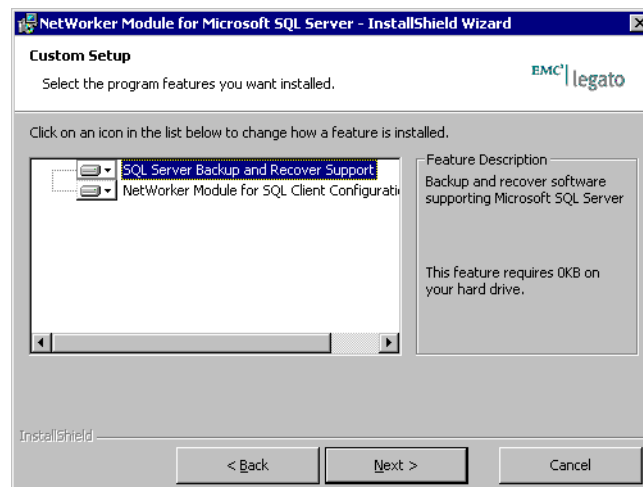 NetWorker Module for Microsoft SQL Server - InstallShield Wizard
Custom Setup
Select the program features you want installed.
EMC² legato
Click on an icon in the list below to change how a feature is installed.
SQL Server Backup and Recover Support
NetWorker Module for SQL Client Configurati
Feature Description
Backup and recover software
supporting Microsoft SQL Server
This feature requires 0KB on
your hard drive.
InstallShield
< Back
Next >
Cancel